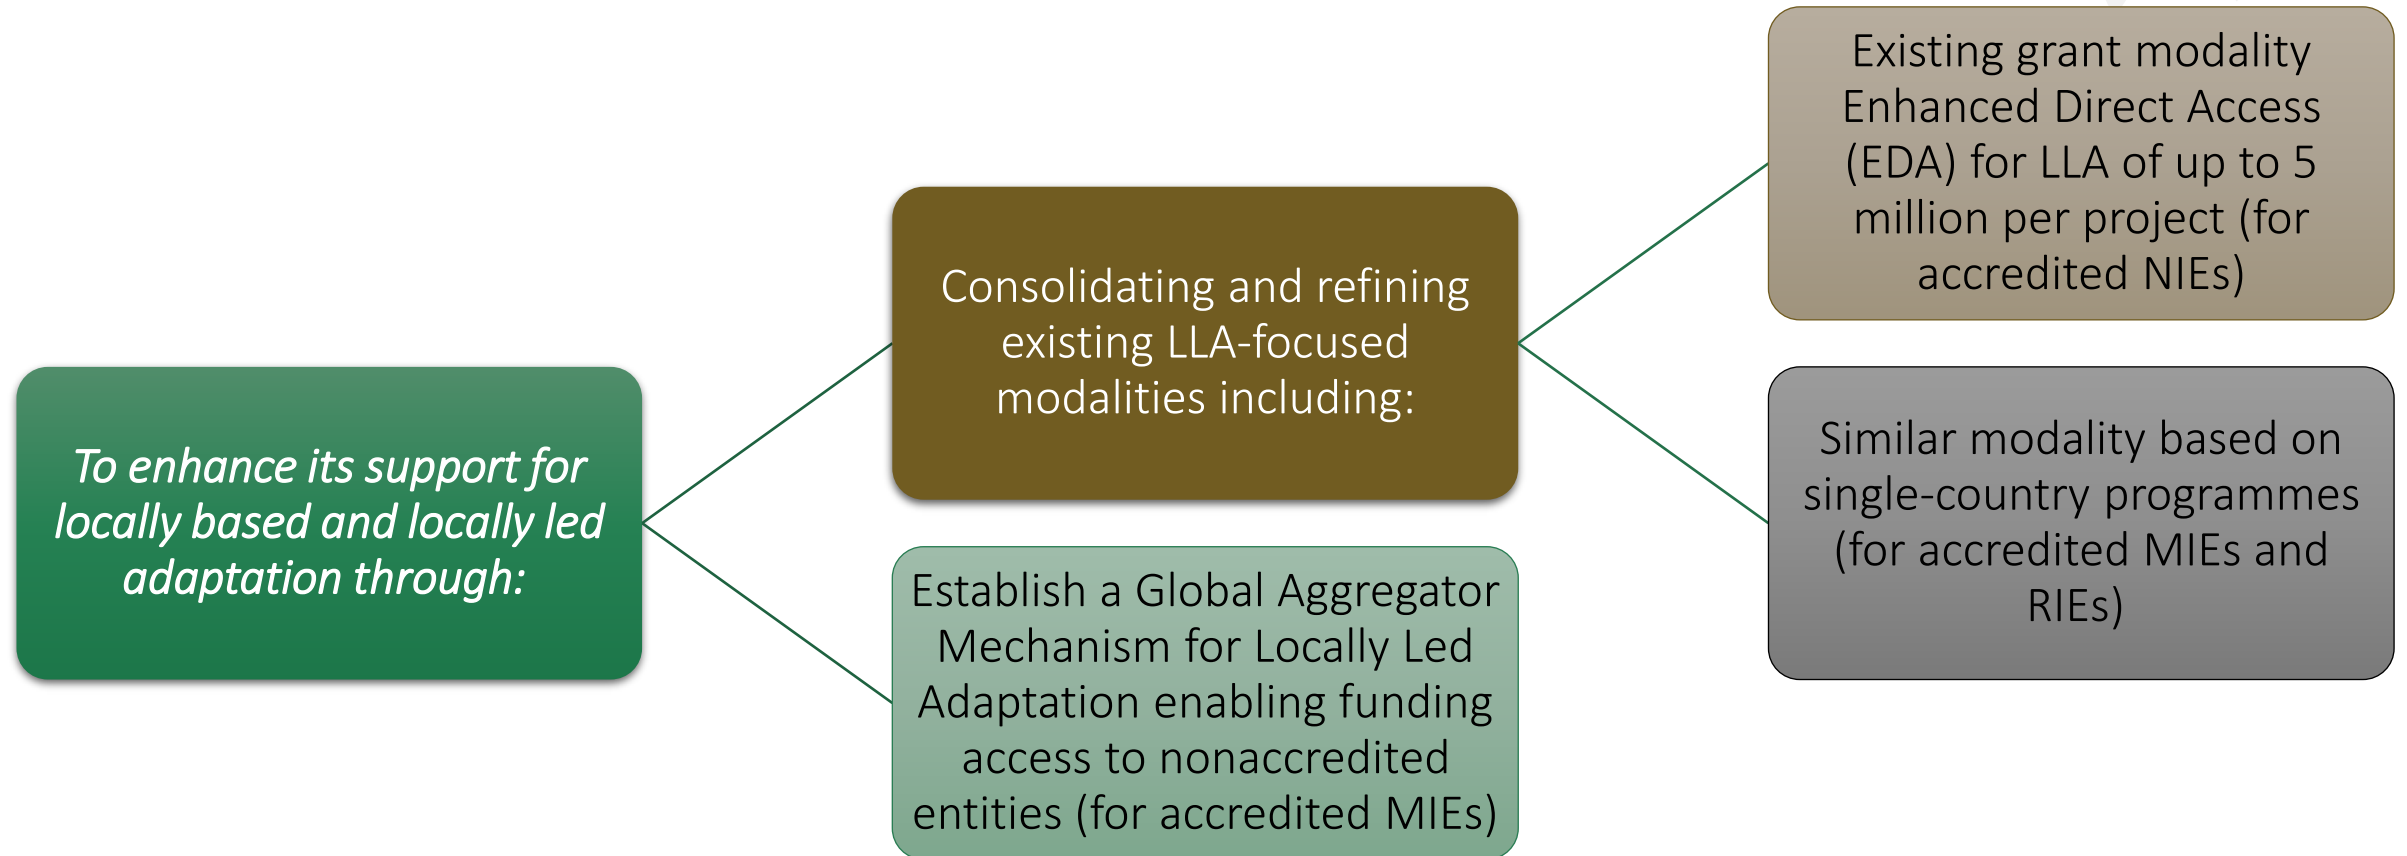 To enhance its support for
locally based and locally led
adaptation through:
Consolidating and refining
existing LLA-focused
modalities including:
Existing grant modality
Enhanced Direct Access
(EDA) for LLA of up to 5
million per project (for
accredited NIEs)
Similar modality based on
single-country programmes
(for accredited MIEs and
RIEs)
Establish a Global Aggregator
Mechanism for Locally Led
Adaptation enabling funding
access to nonaccredited
entities (for accredited MIEs)